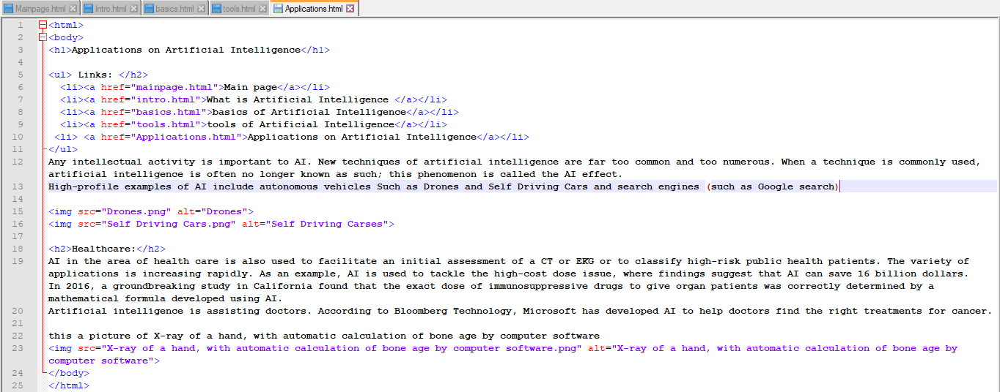 Mainpage.html Intro.html basics.html tools.html Applications.html
1 <html>
2 <body>
3 <h1>Applications on Artificial Intelligence</h1>
4
5 <ul> Links: </h2>
6 <li><a href="mainpage.html">Main page</a></li>
7 <li><a href="intro.html">What is Artificial Intelligence </a></li>
8 <li><a href="basics.html">basics of Artificial Intelligence</a></li>
9 <li><a href="tools.html">tools of Artificial Intelligence</a></li>
10 <li> <a href="Applications.html">Applications on Artificial Intelligence</a></li>
11 </ul>
12 Any intellectual activity is important to AI. New techniques of artificial intelligence are far too common and too numerous. When a technique is commonly used,
artificial intelligence is often no longer known as such; this phenomenon is called the AI effect.
13 High-profile examples of AI include autonomous vehicles Such as Drones and Self Driving Cars and search engines (such as Google search)
14
15 <img src="Drones.png" alt="Drones">
16 <img src="Self Driving Cars.png" alt="Self Driving Carses">
17
18 <h2>Healthcare:</h2>
19 AI in the area of health care is also used to facilitate an initial assessment of a CT or EKG or to classify high-risk public health patients. The variety of
applications is increasing rapidly. As an example, AI is used to tackle the high-cost dose issue, where findings suggest that AI can save 16 billion dollars.
In 2016, a groundbreaking study in California found that the exact dose of immunosuppressive drugs to give organ patients was correctly determined by a
mathematical formula developed using AI.
20 Artificial intelligence is assisting doctors. According to Bloomberg Technology, Microsoft has developed AI to help doctors find the right treatments for cancer.
21
22 this a picture of X-ray of a hand, with automatic calculation of bone age by computer software
23 <img src="X-ray of a hand, with automatic calculation of bone age by computer software.png" alt="X-ray of a hand, with automatic calculation of bone age by
computer software">
24 </body>
25 </html>